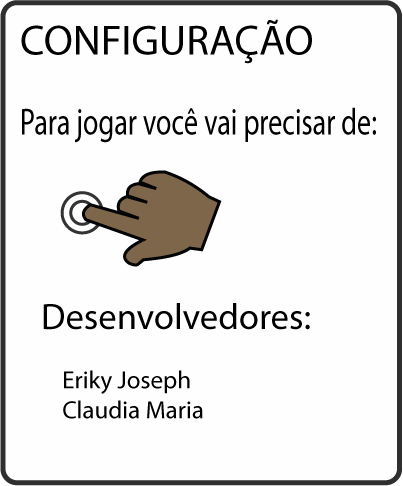 CONFIGURAÇÃO
Para jogar você vai precisar de:
Desenvolvedores:
Eriky Joseph
Claudia Maria